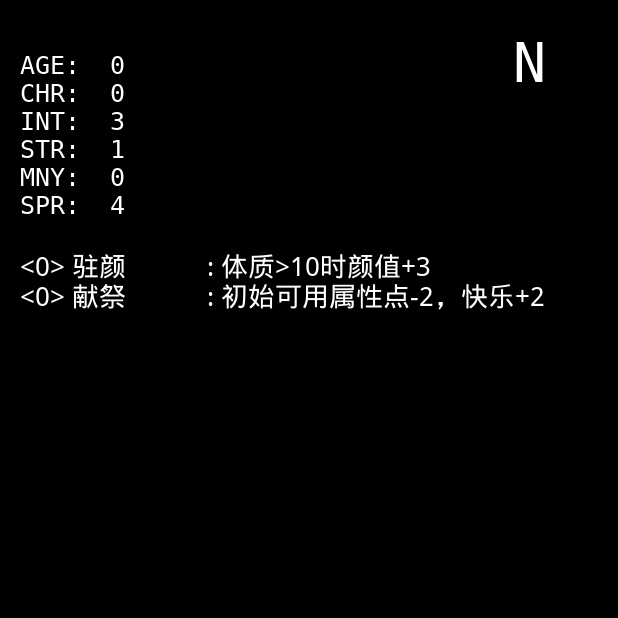 N
AGE: 0
CHR: 0
INT: 3
STR: 1
MNY: 0
SPR: 4
<0> 驻颜 : 体质>10时颜值+3
<0> 献祭 : 初始可用属性点-2，快乐+2